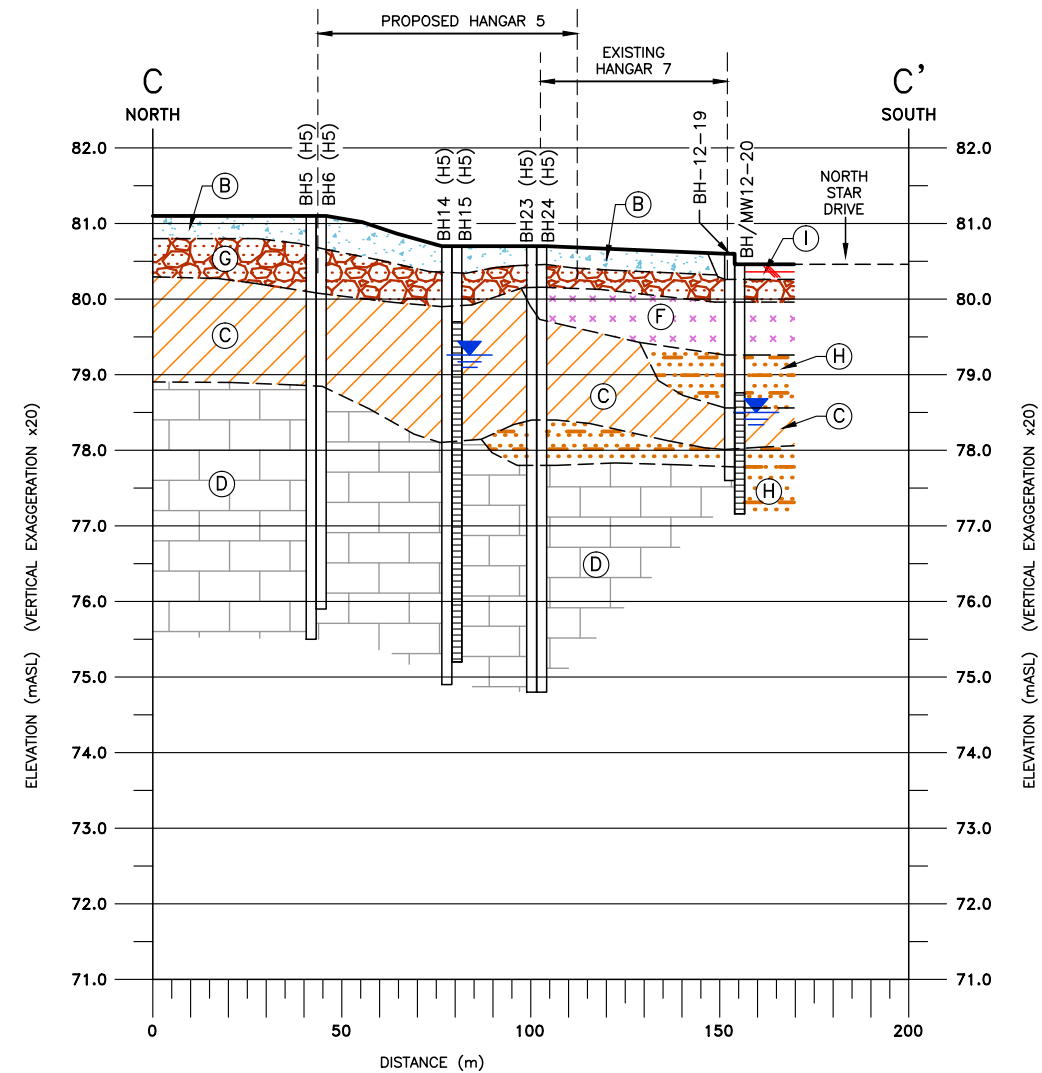 PROPOSED HANGAR 5
EXISTING
HANGAR 7
C
NORTH
C'
SOUTH
BH5 (H5)
BH6 (H5)
BH14 (H5)
BH15 (H5)
BH23 (H5)
BH24 (H5)
BH-12-19
BH/MW12-20
NORTH
STAR
DRIVE
B
B
I
G
F
C
C
H
C
D
H
D
82.0
81.0
80.0
79.0
78.0
77.0
76.0
75.0
74.0
73.0
72.0
71.0
82.0
81.0
80.0
79.0
78.0
77.0
76.0
75.0
74.0
73.0
72.0
71.0
ELEVATION (mASL) (VERTICAL EXAGGERATION x20)
ELEVATION (mASL) (VERTICAL EXAGGERATION x20)
0
50
100
150
200
DISTANCE (m)